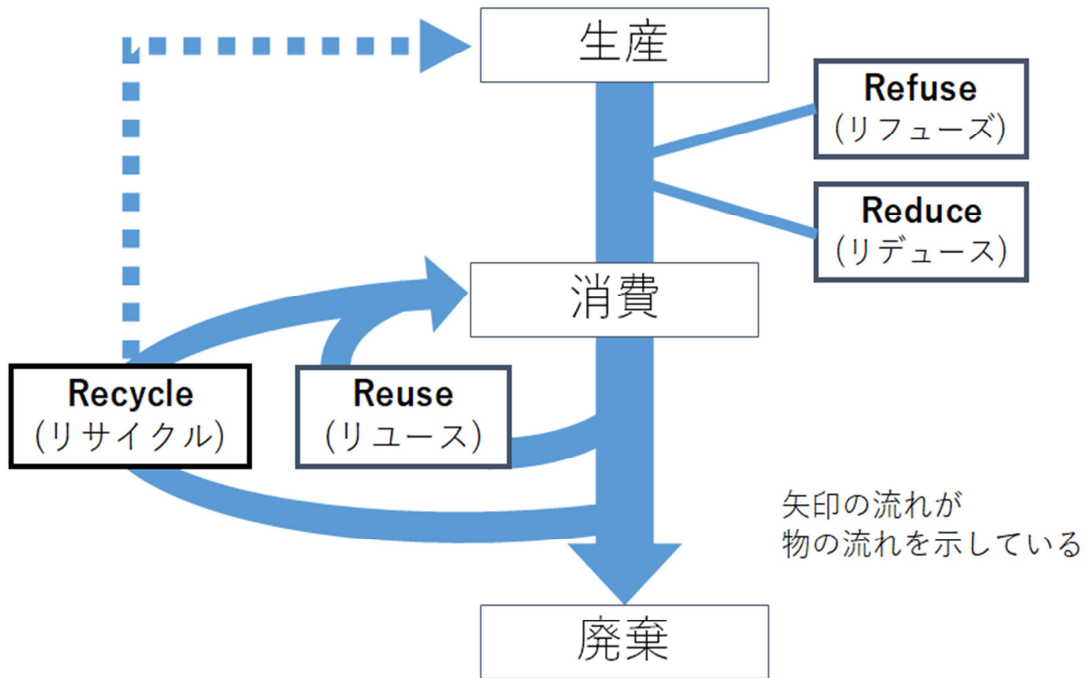 生産
Refuse
(リフューズ)
Reduce
(リデュース)
消費
Recycle
(リサイクル)
Reuse
(リユース)
矢印の流れが
物の流れを示している
廃棄